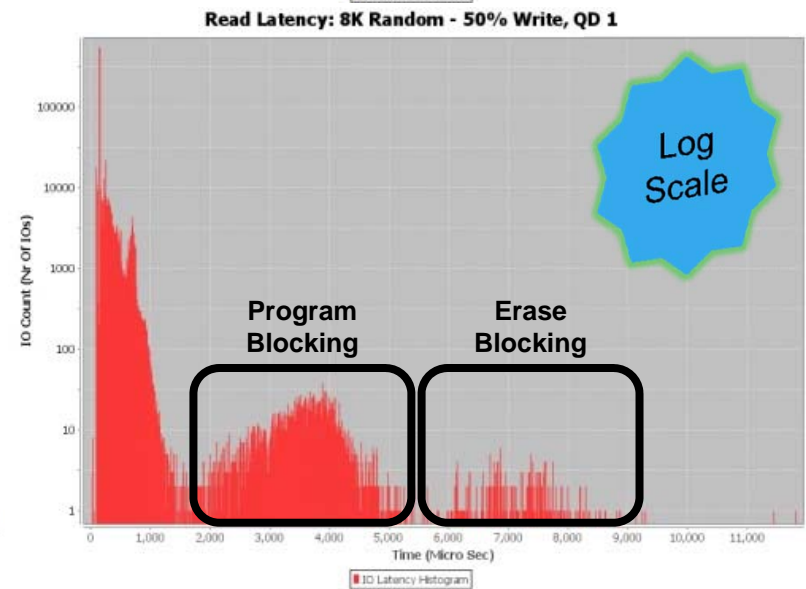 Read Latency: 8K Random - 50% Write, QD 1
Log
Scale
100000
10000
1000
100
10
1
IO Count (Nr Of IOs)
Program
Blocking
Erase
Blocking
0 1,000 2,000 3,000 4,000 5,000 6,000 7,000 8,000 9,000 10,000 11,000
Time (Micro Sec)
IO Latency Histogram